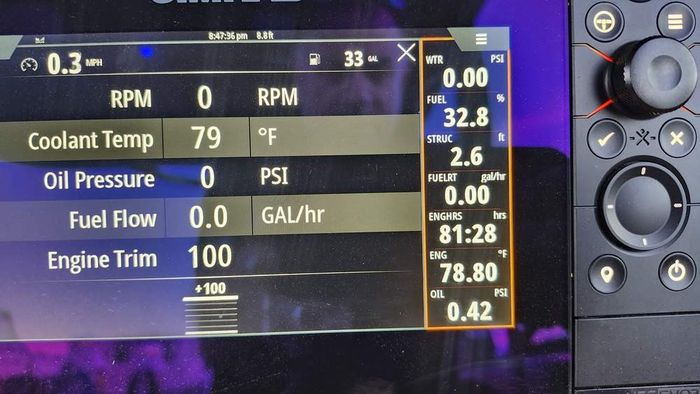 8:47:36 pm 8.8 ft
0.3 MPH 33 GAL
RPM 0 RPM
Coolant Temp 79 °F
Oil Pressure 0 PSI
Fuel Flow 0.0 GAL/hr
Engine Trim 100
+100
WTR PSI
0.00
FUEL %
32.8
STRUC ft
2.6
FUELRT gal/hr
0.00
ENGHRS hrs
81:28
ENG °F
78.80
OIL PSI
0.42